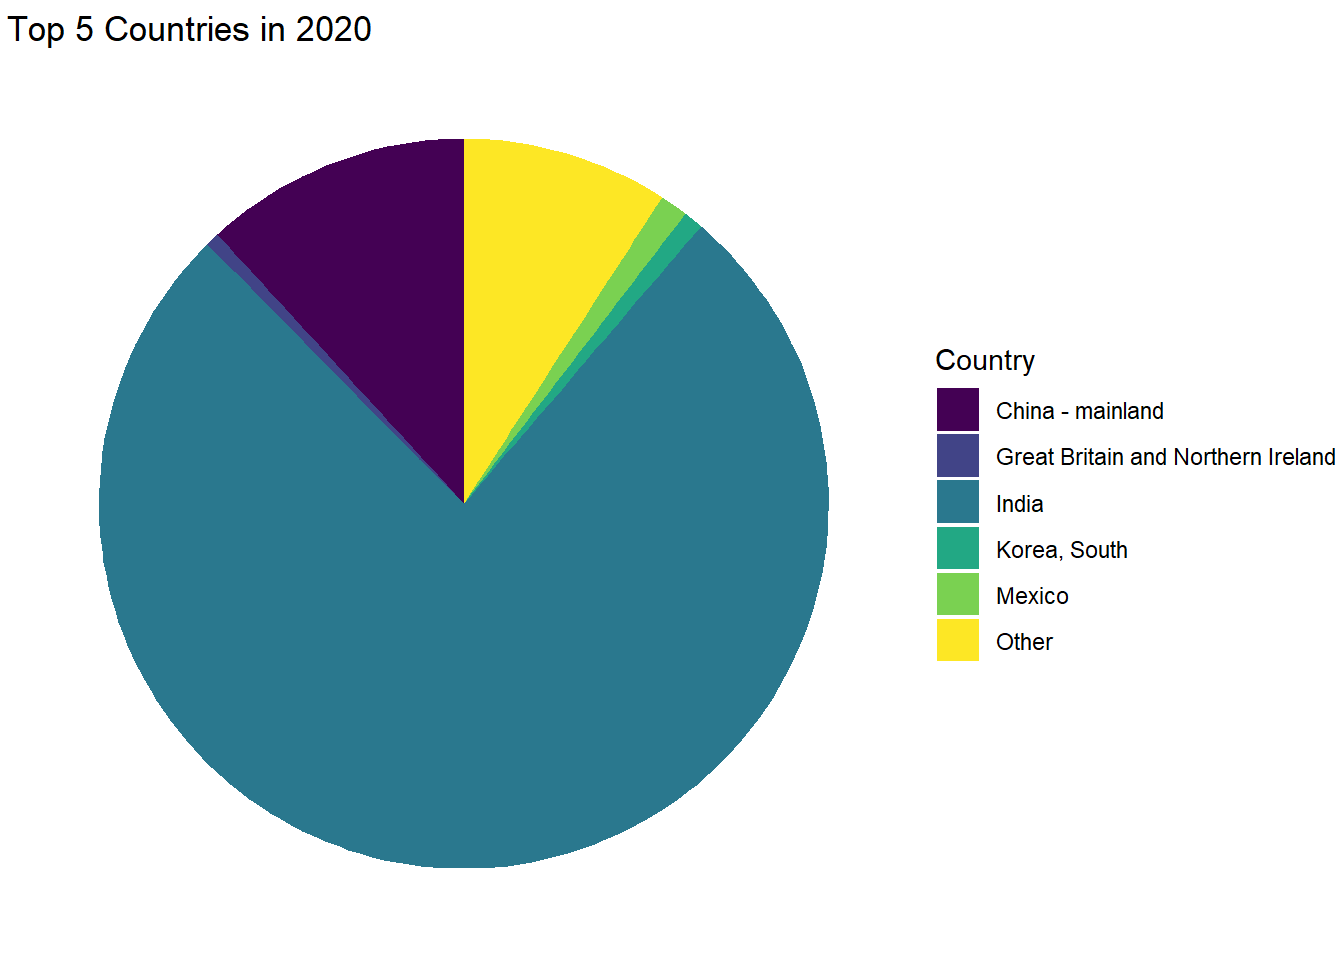 Top 5 Countries in 2020
Country
China - mainland
Great Britain and Northern Ireland
India
Korea, South
Mexico
Other